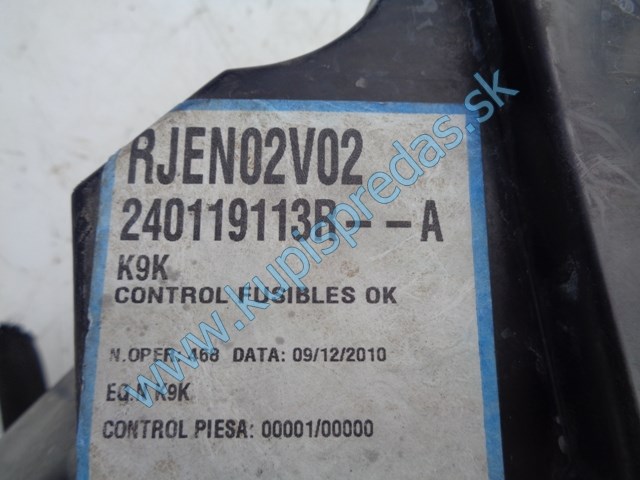 RJEN02V02
240119113R--A
K9K
CONTROL FUSIBLES OK
N.OPER: 468 DATA: 09/12/2010
EQ.M K9K
CONTROL PIESA: 00001/00000
www.kupispredas.sk